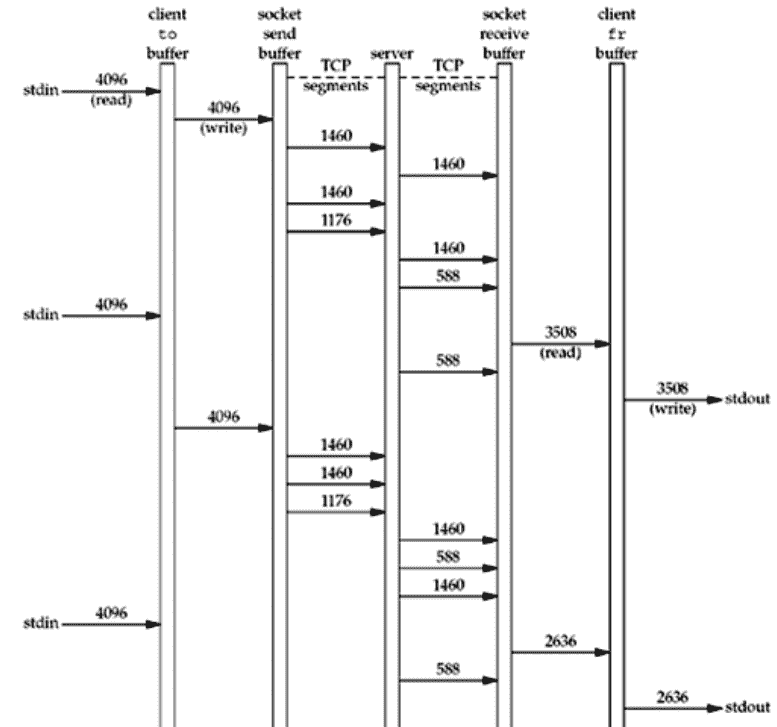 client socket socket client
to send receive fr
buffer buffer server buffer buffer
TCP TCP
segments segments
stdin 4096
(read)
4096
(write)
1460
1460
1460
1176
1460
588
stdin 4096
3508
(read)
588
3508 stdout
(write)
4096
1460
1460
1176
1460
588
1460
stdin 4096
2636
588
2636 stdout